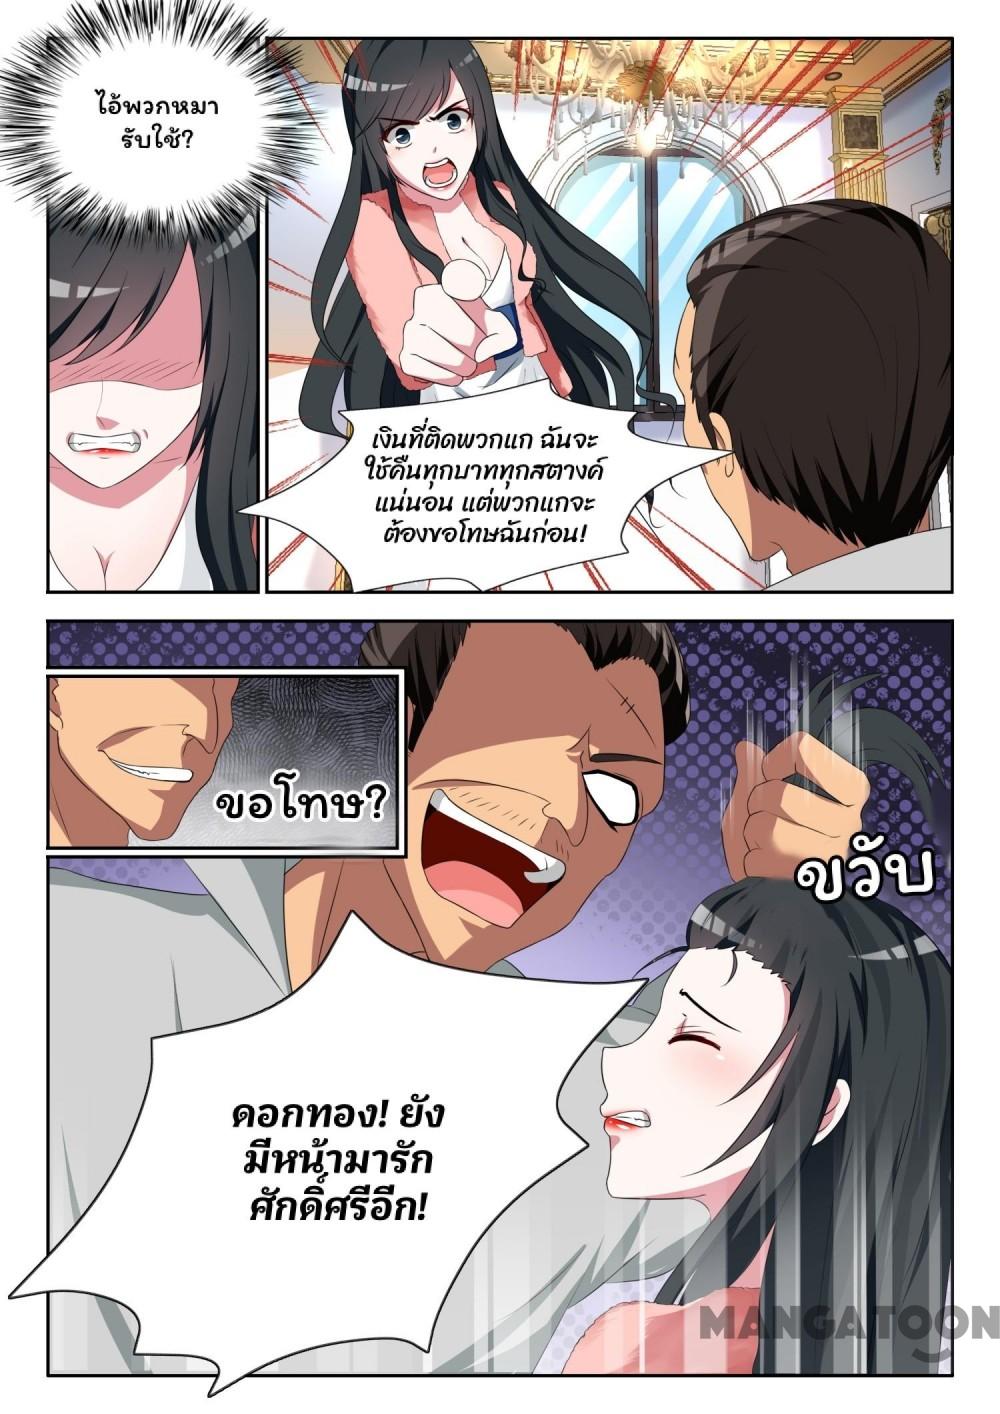 ไอ้พวกหมา
รับใช้?
เงินที่ติดพวกแก ฉันจะ
ใช้คืนทุกบาททุกสตางค์
แน่นอน แต่พวกแกจะ
ต้องขอโทษฉันก่อน!
ขอโทษ?
ขวับ
ดอกทอง! ยัง
มีหน้ามารัก
ศักดิ์ศรีอีก!
MANGATOON